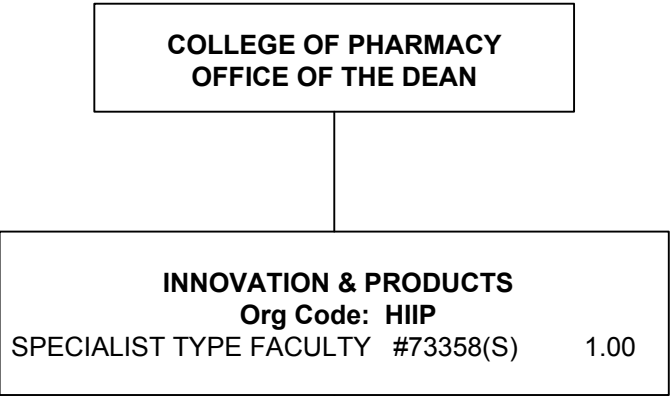 COLLEGE OF PHARMACY
OFFICE OF THE DEAN
INNOVATION & PRODUCTS
Org Code: HIIP
SPECIALIST TYPE FACULTY #73358(S) 1.00